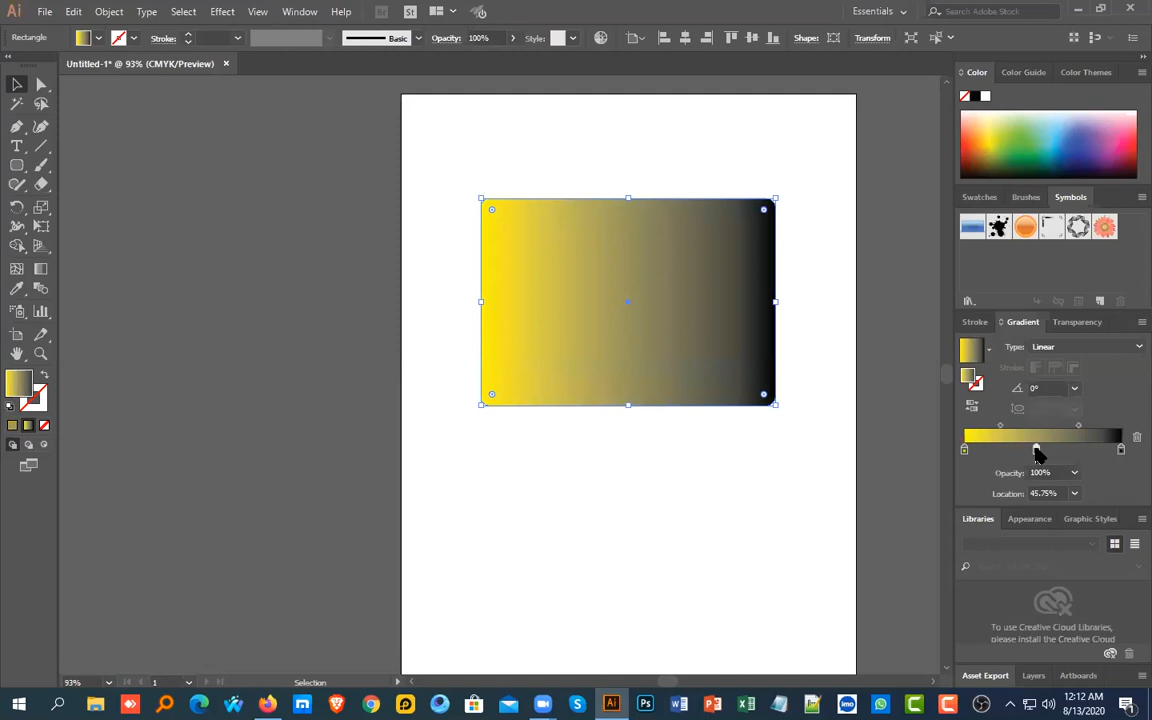 Ai File Edit Object Type Select Effect View Window Help Br St Essentials Search Adobe Stock
Rectangle Stroke: Basic Opacity: 100% Style: Shape: Transform
Untitled-1* @ 93% (CMYK/Preview) ×
Color Color Guide Color Themes
Swatches Brushes Symbols
Stroke Gradient Transparency
Type: Linear
Stroke:
0°
Opacity: 100%
Location: 45.75%
Libraries Appearance Graphic Styles
To use Creative Cloud Libraries,
please install the Creative Cloud
93% 1 Selection
Asset Export Layers Artboards
12:12 AM
8/13/2020